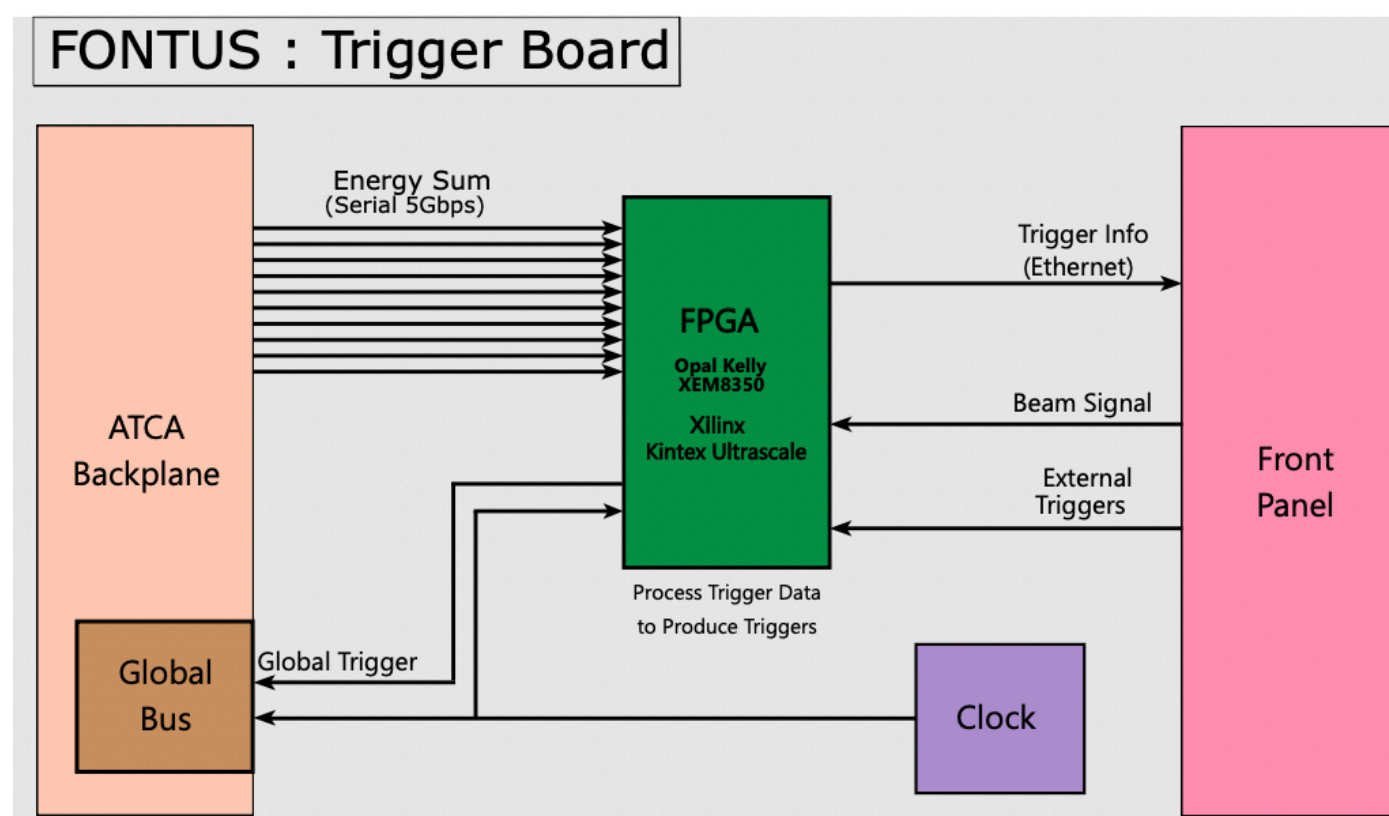 FONTUS : Trigger Board
Energy Sum
(Serial 5Gbps)
ATCA
Backplane
FPGA
Opal Kelly
XEM8350
XIlinx
Kintex Ultrascale
Process Trigger Data
to Produce Triggers
Trigger Info
(Ethernet)
Beam Signal
External
Triggers
Front
Panel
Global
Bus
Global Trigger
Clock